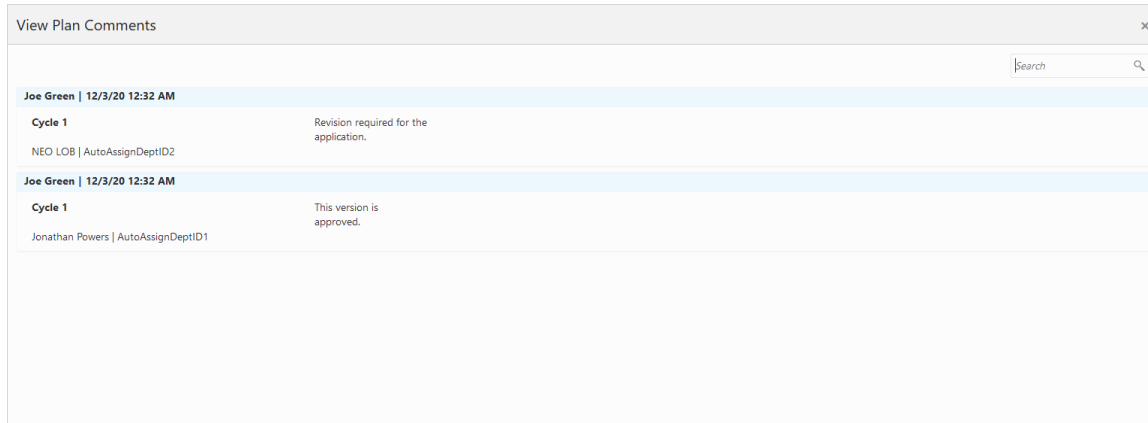 View Plan Comments
Search
Joe Green | 12/3/20 12:32 AM
Cycle 1
Revision required for the
application.
NEO LOB | AutoAssignDeptID2
Joe Green | 12/3/20 12:32 AM
Cycle 1
This version is
approved.
Jonathan Powers | AutoAssignDeptID1